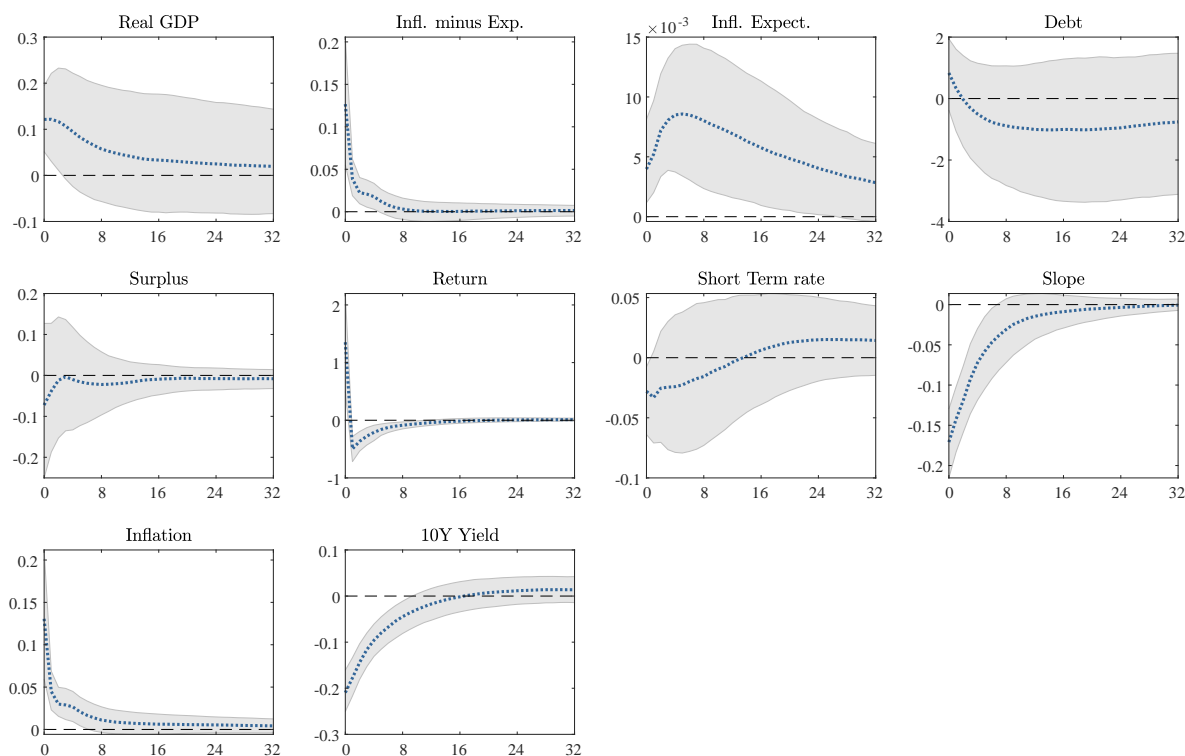 Real GDP
0.3
0.2
0.1
0
-0.1
0 8 16 24 32
Infl. minus Exp.
0.2
0.15
0.1
0.05
0
0 8 16 24 32
×10⁻³ Infl. Expect.
15
10
5
0
0 8 16 24 32
Debt
2
0
-2
-4
0 8 16 24 32
Surplus
0.2
0.1
0
-0.1
-0.2
0 8 16 24 32
Return
2
1
0
-1
0 8 16 24 32
Short Term rate
0.05
0
-0.05
-0.1
0 8 16 24 32
Slope
0
-0.05
-0.1
-0.15
-0.2
0 8 16 24 32
Inflation
0.2
0.15
0.1
0.05
0
0 8 16 24 32
10Y Yield
0.1
0
-0.1
-0.2
-0.3
0 8 16 24 32